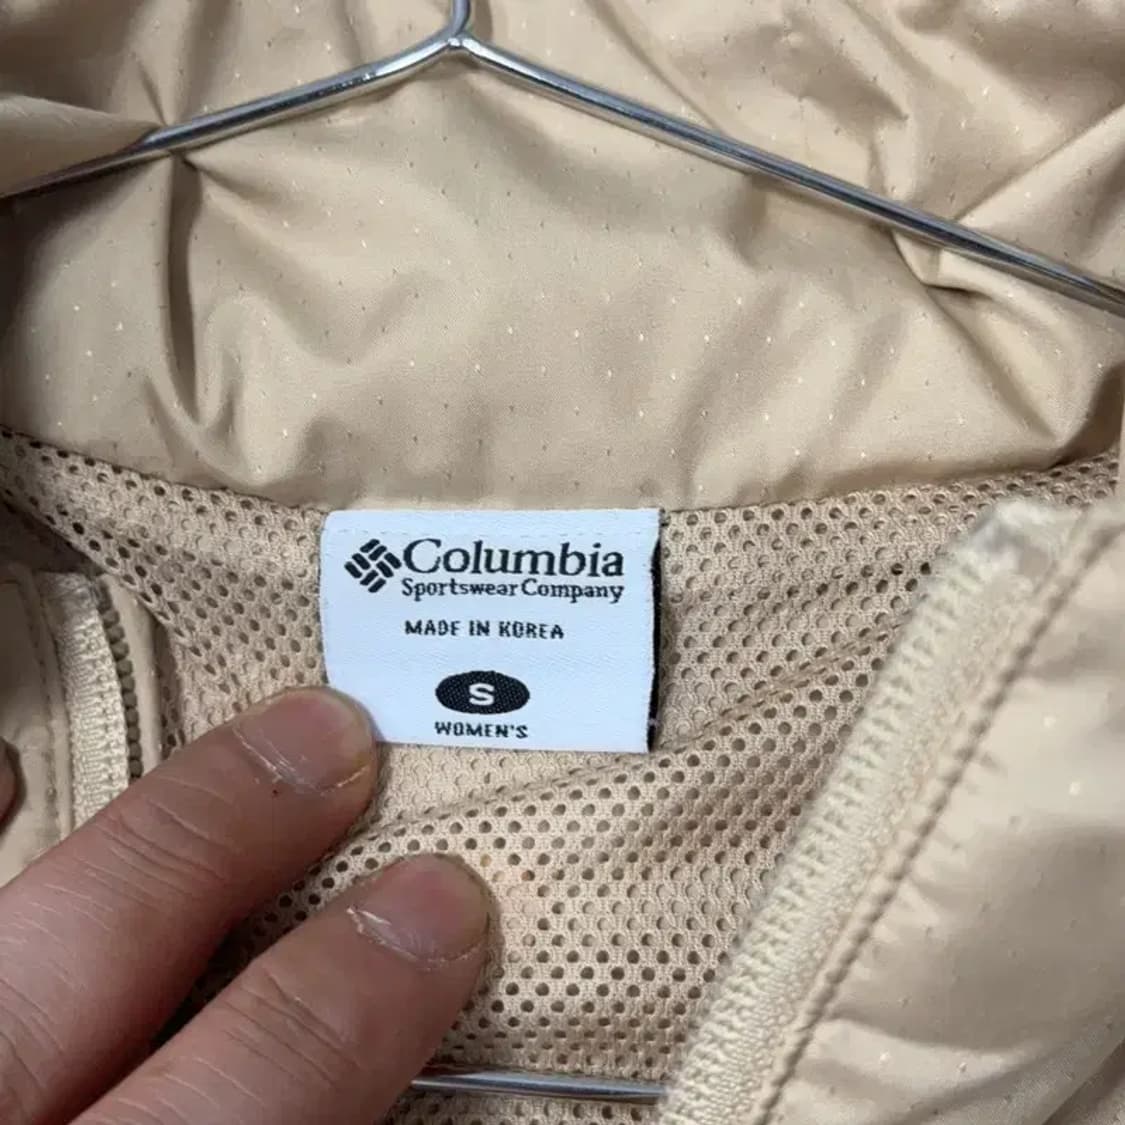 Columbia
Sportswear Company
MADE IN KOREA
S
WOMEN'S